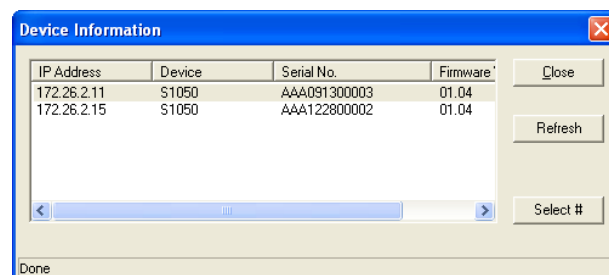 Device Information
IP Address Device Serial No. Firmware
172.26.2.11 S1050 AAA091300003 01.04
172.26.2.15 S1050 AAA122800002 01.04
Close
Refresh
Select #
Done